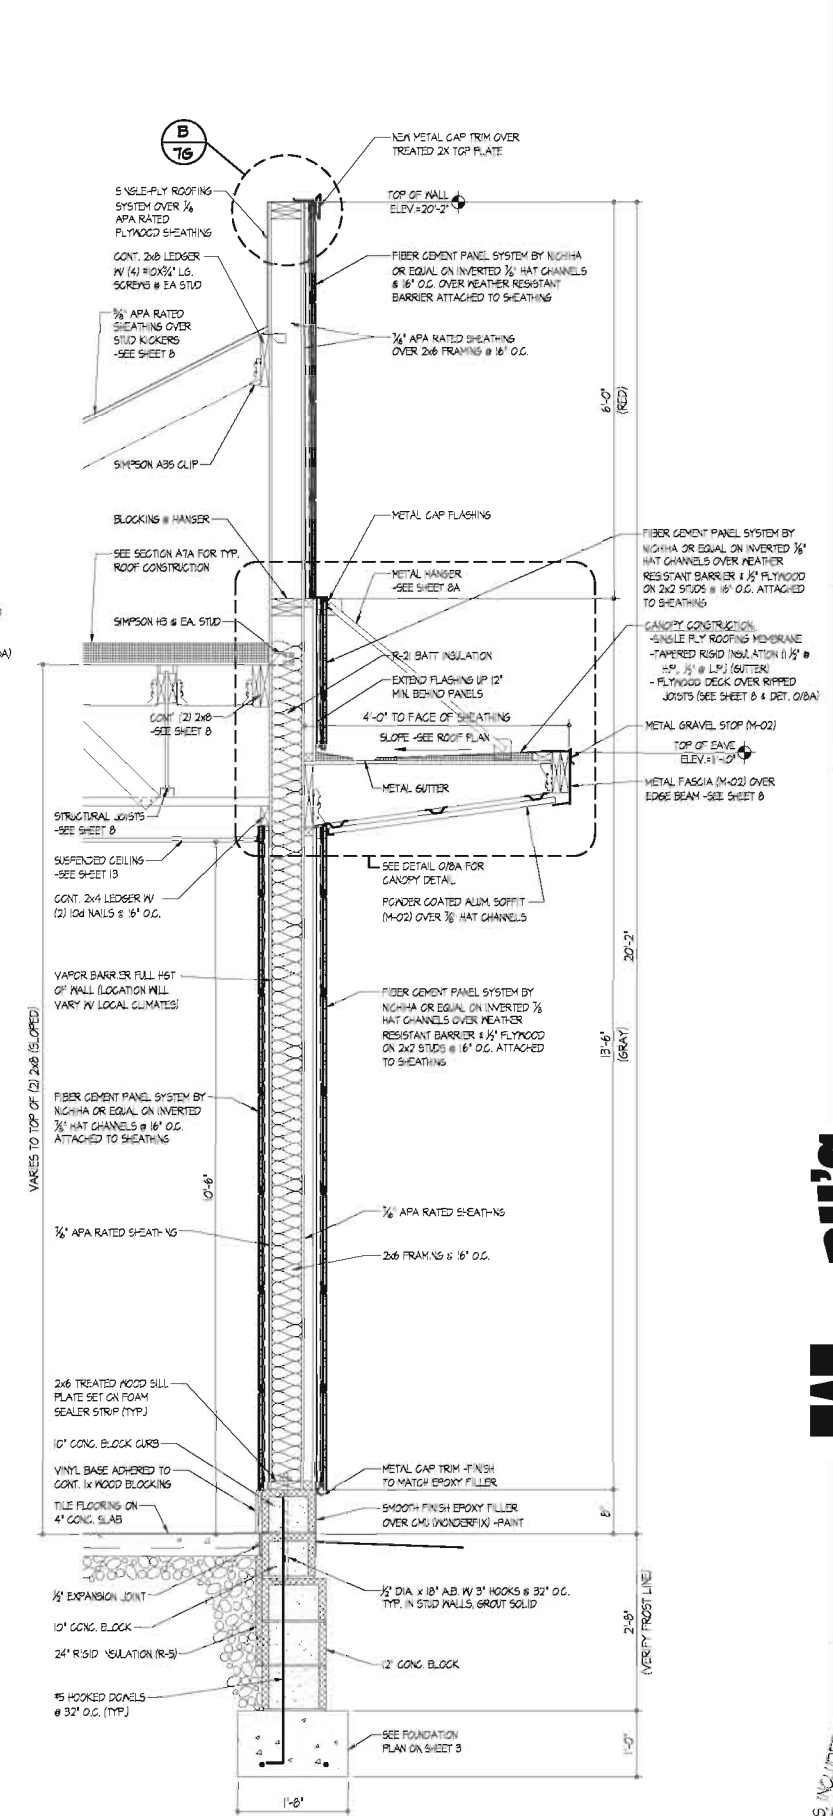 B
7G
NEW METAL CAP TRIM OVER
TREATED 2X TOP PLATE
SINGLE-PLY ROOFING
SYSTEM OVER 7/16
APA RATED
PLYWOOD SHEATHING
TOP OF WALL
ELEV.=20'-2"
CONT. 2x8 LEDGER
W/ (4) #10X3/4" LG.
SCREWS @ EA STUD
FIBER CEMENT PANEL SYSTEM BY NICHIHA
OR EQUAL ON INVERTED 7/8" HAT CHANNELS
@ 16" O.C. OVER WEATHER RESISTANT
BARRIER ATTACHED TO SHEATHING
APA RATED
SHEATHING OVER
STUD KICKERS
-SEE SHEET 8
7/16" APA RATED SHEATHING
OVER 2x6 FRAMING @ 16" O.C.
6'-0"
(RED)
SIMPSON A35 CLIP
BLOCKING @ HANGER
METAL CAP FLASHING
SEE SECTION A7A FOR TYP.
ROOF CONSTRUCTION
METAL HANGER
-SEE SHEET 8A
FIBER CEMENT PANEL SYSTEM BY
NICHIHA OR EQUAL ON INVERTED 7/8"
HAT CHANNELS OVER WEATHER
RESISTANT BARRIER & 1/2" PLYWOOD
ON 2x2 STUDS @ 16" O.C. ATTACHED
TO SHEATHING
SIMPSON H8 @ EA. STUD
R-21 BATT INSULATION
EXTEND FLASHING UP 12"
MIN. BEHIND PANELS
CANOPY CONSTRUCTION:
-SINGLE PLY ROOFING MEMBRANE
-TAPERED RIGID INSULATION (1 1/2" @
H.P., 1/2" @ L.P.) (GUTTER)
- PLYWOOD DECK OVER RIPPED
JOISTS (SEE SHEET 8 & DET. O/8A)
CONT (2) 2x8
-SEE SHEET 8
4'-0" TO FACE OF SHEATHING
SLOPE -SEE ROOF PLAN
METAL GRAVEL STOP (M-02)
TOP OF EAVE
ELEV.=11'-10"
METAL GUTTER
METAL FASCIA (M-02) OVER
EDGE BEAM -SEE SHEET 8
STRUCTURAL JOISTS
-SEE SHEET 8
SUSPENDED CEILING
-SEE SHEET 13
SEE DETAIL O/8A FOR
CANOPY DETAIL
CONT. 2x4 LEDGER W/
(2) 10d NAILS @ 16" O.C.
POWDER COATED ALUM. SOFFIT
(M-02) OVER 7/8" HAT CHANNELS
20'-2"
VAPOR BARRIER FULL HGT
OF WALL (LOCATION WILL
VARY W/ LOCAL CLIMATES)
FIBER CEMENT PANEL SYSTEM BY
NICHIHA OR EQUAL ON INVERTED 7/8
HAT CHANNELS OVER WEATHER
RESISTANT BARRIER & 1/2" PLYWOOD
ON 2x2 STUDS @ 16" O.C. ATTACHED
TO SHEATHING
13'-6"
(GRAY)
VARIES TO TOP OF (2) 2x8 (SLOPED)
FIBER CEMENT PANEL SYSTEM BY
NICHIHA OR EQUAL ON INVERTED
7/8" HAT CHANNELS @ 16" O.C.
ATTACHED TO SHEATHING
10'-6"
7/16" APA RATED SHEATHING
7/16" APA RATED SHEATHING
2x6 FRAMING @ 16" O.C.
2x6 TREATED WOOD SILL
PLATE SET ON FOAM
SEALER STRIP (TYP.)
10" CONC. BLOCK CURB
VINYL BASE ADHERED TO
CONT. 1x WOOD BLOCKING
METAL CAP TRIM -FINISH
TO MATCH EPOXY FILLER
TILE FLOORING ON
4" CONC. SLAB
SMOOTH FINISH EPOXY FILLER
OVER CMU (WONDERFIX) -PAINT
8"
1/2" EXPANSION JOINT
1/2" DIA. x 18" A.B. W/ 3" HOOKS @ 32" O.C.
TYP. IN STUD WALLS, GROUT SOLID
10" CONC. BLOCK
24" RIGID INSULATION (R-5)
12" CONC. BLOCK
2'-8"
(VERIFY FROST LINE)
#5 HOOKED DOWELS
@ 32" O.C. (TYP.)
SEE FOUNDATION
PLAN ON SHEET 3
1'-0"
1'-8"